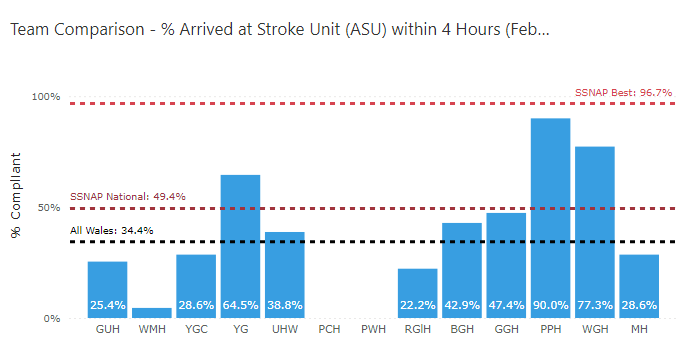 Team Comparison - % Arrived at Stroke Unit (ASU) within 4 Hours (Feb...
SSNAP Best: 96.7%
100%
SSNAP National: 49.4%
50%
All Wales: 34.4%
% Compliant
25.4% 28.6% 64.5% 38.8% 22.2% 42.9% 47.4% 90.0% 77.3% 28.6%
0%
GUH WMH YGC YG UHW PCH PWH RGlH BGH GGH PPH WGH MH